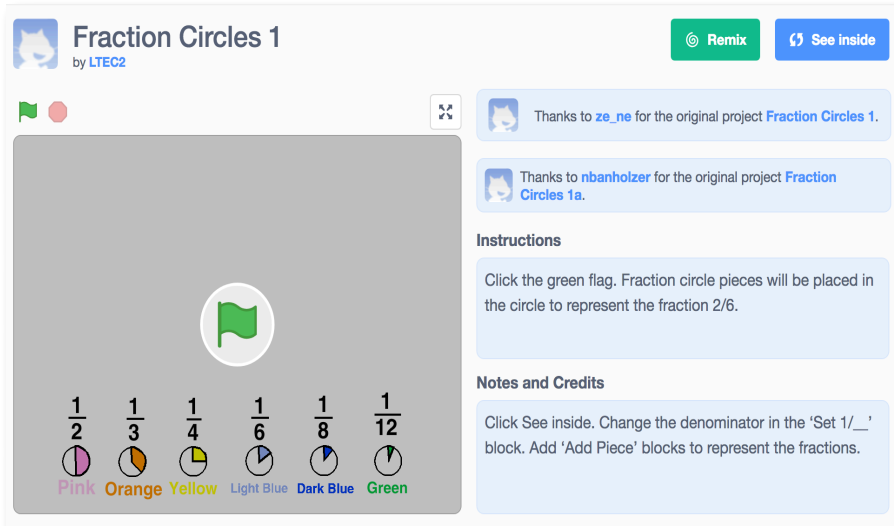 Fraction Circles 1
by LTEC2
Remix
See inside
Thanks to ze_ne for the original project Fraction Circles 1.
Thanks to nbanholzer for the original project Fraction
Circles 1a.
Instructions
Click the green flag. Fraction circle pieces will be placed in
the circle to represent the fraction 2/6.
Notes and Credits
Click See inside. Change the denominator in the ‘Set 1/__’
block. Add ‘Add Piece’ blocks to represent the fractions.
1 1 1 1 1 1
2 3 4 6 8 12
Pink Orange Yellow Light Blue Dark Blue Green